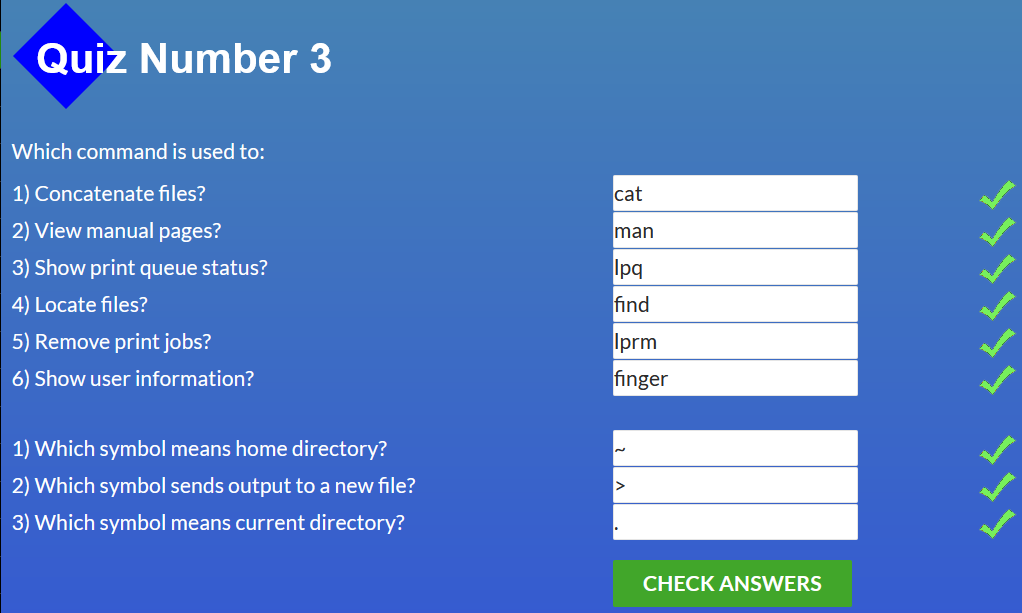 Quiz Number 3
Which command is used to:
1) Concatenate files? cat
2) View manual pages? man
3) Show print queue status? lpq
4) Locate files? find
5) Remove print jobs? lprm
6) Show user information? finger
1) Which symbol means home directory? ~
2) Which symbol sends output to a new file? >
3) Which symbol means current directory? .
CHECK ANSWERS